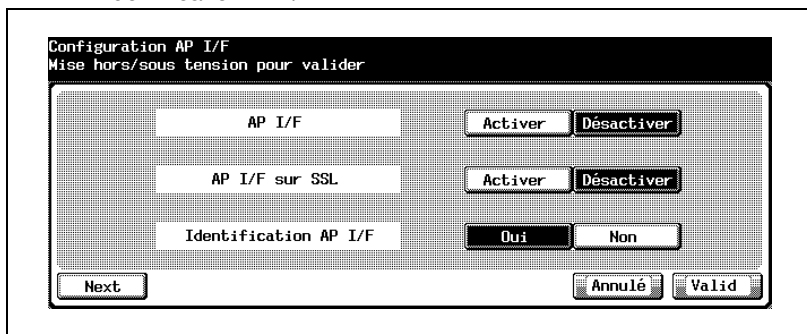 Configuration AP I/F
Mise hors/sous tension pour valider
AP I/F Activer Désactiver
AP I/F sur SSL Activer Désactiver
Identification AP I/F Oui Non
Next Annulé Valid